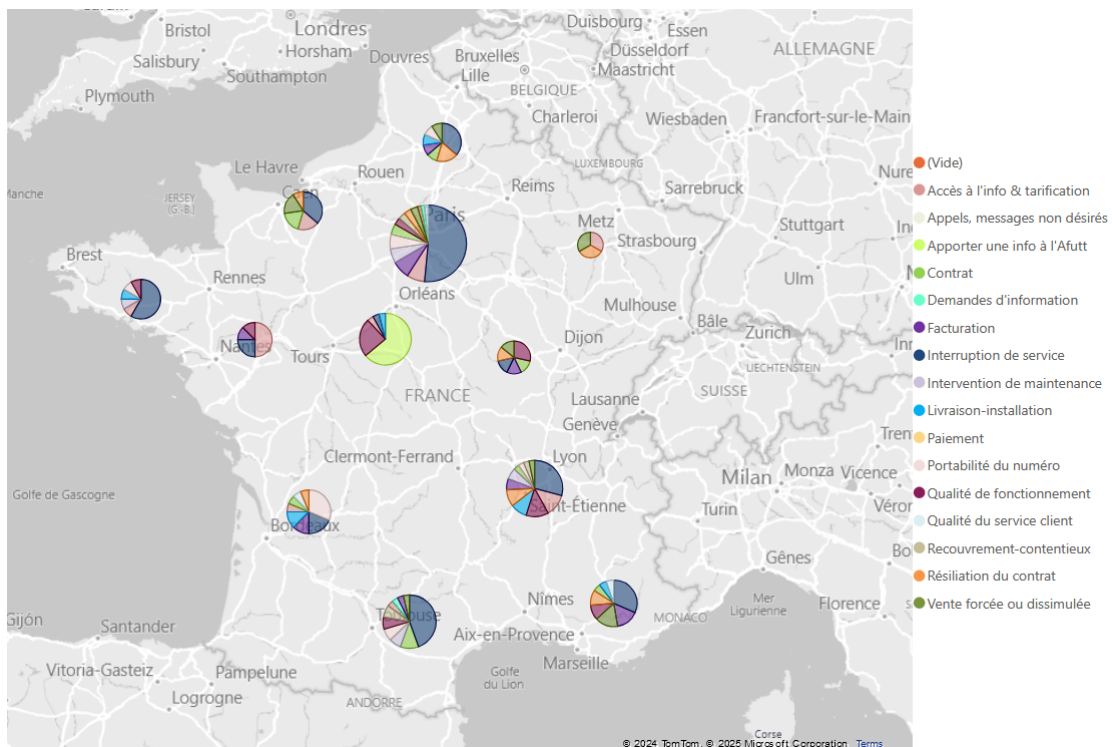 Bristol
Londres
Duisbourg
Essen
Salisbury
Horsham
Douvres
Bruxelles
Düsseldorf
ALLEMAGNE
Southampton
Lille
Maastricht
Plymouth
BELGIQUE
Charleroi
Wiesbaden
Francfort-sur-le-Main
Manche
Le Havre
Rouen
LUXEMBOURG
JERSEY
(G.-B.)
Reims
Sarrebruck
Paris
Metz
Stuttgart
Strasbourg
Brest
Rennes
Ulm
Orléans
Mulhouse
Bâle
Zurich
Nantes
Tours
Dijon
LIECHTENSTEIN
FRANCE
SUISSE
Lausanne
Genève
Clermont-Ferrand
Lyon
Milan
Monza
Vicence
Golfe de Gascogne
Saint-Étienne
Turin
Bordeaux
Gênes
Nîmes
Mer
Ligurienne
Florence
Gijón
Santander
Toulouse
Aix-en-Provence
MONACO
Marseille
Vitoria-Gasteiz
Pampelune
Golfe
du Lion
Logrogne
ANDORRE
Corse
© 2024 TomTom, © 2025 Microsoft Corporation Terms
(Vide)
Accès à l'info & tarification
Appels, messages non désirés
Apporter une info à l'Afutt
Contrat
Demandes d'information
Facturation
Interruption de service
Intervention de maintenance
Livraison-installation
Paiement
Portabilité du numéro
Qualité de fonctionnement
Qualité du service client
Recouvrement-contentieux
Résiliation du contrat
Vente forcée ou dissimulée